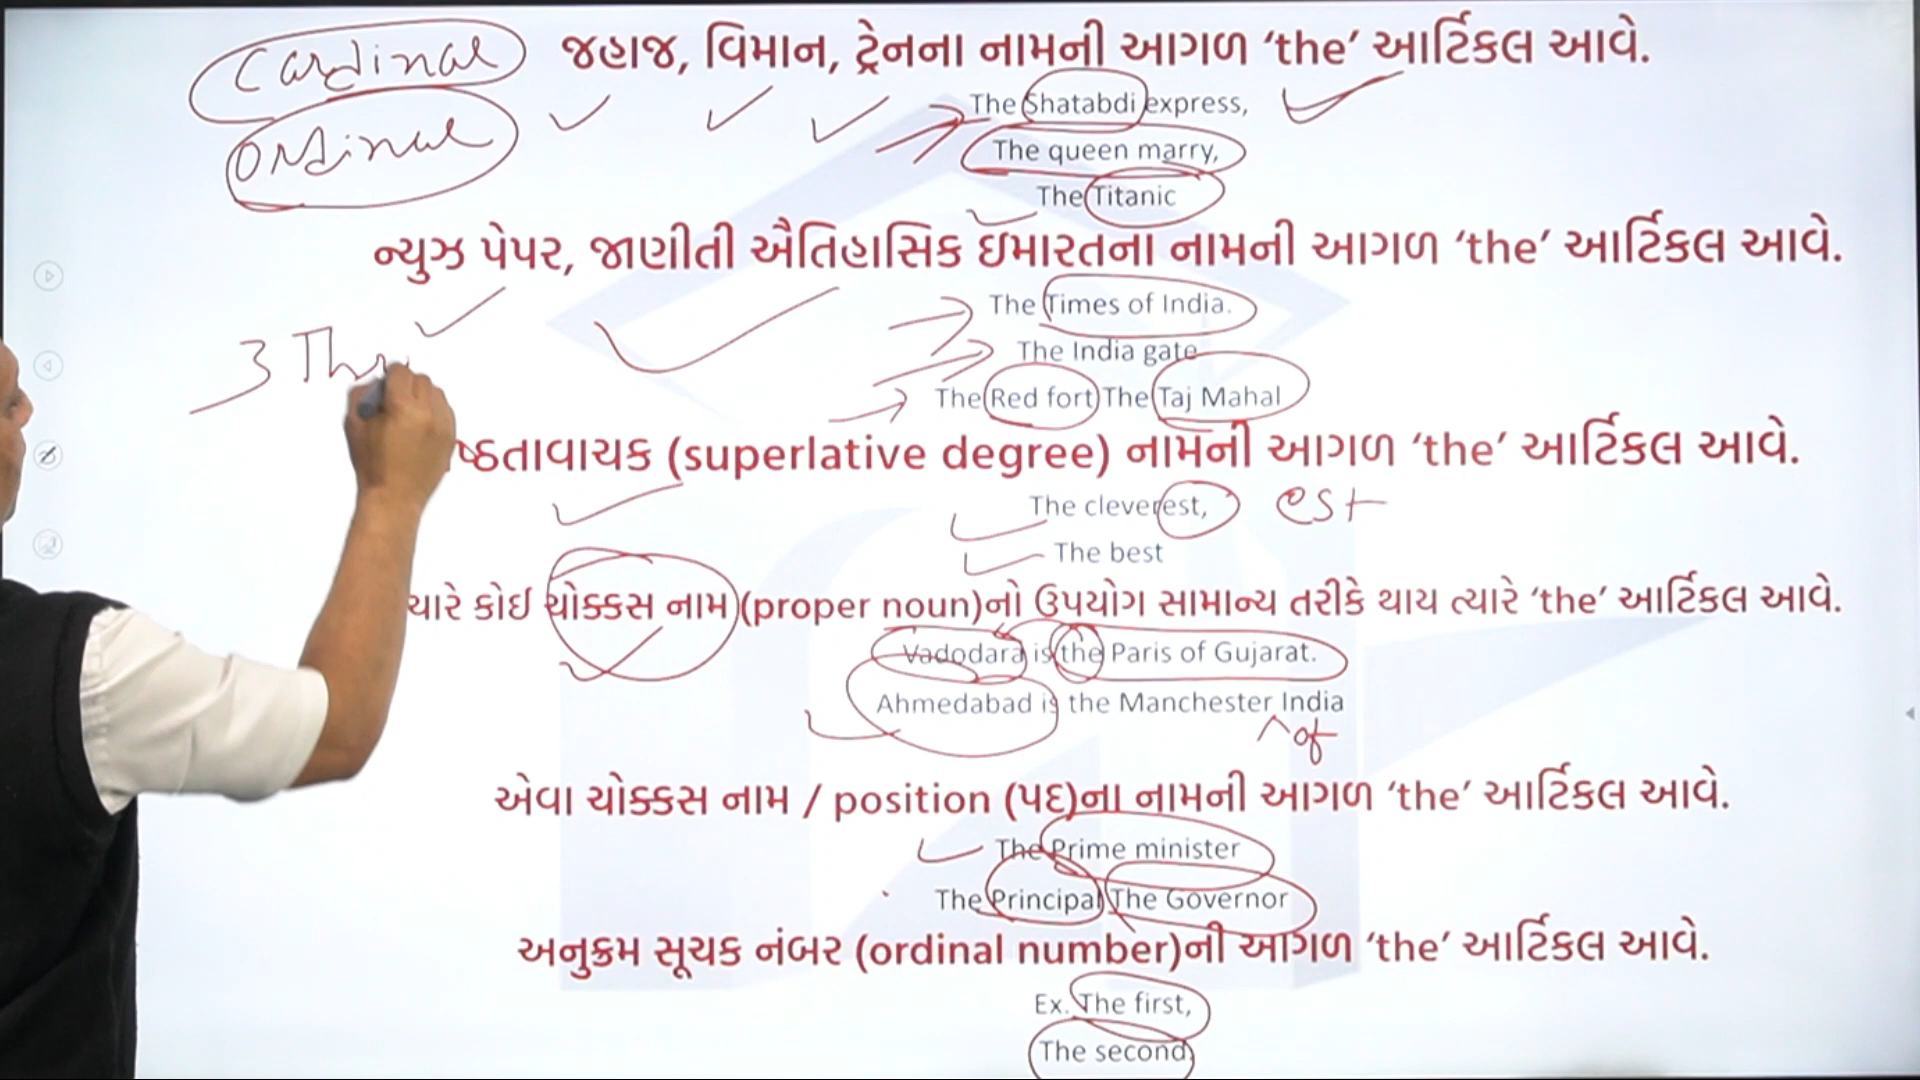 Cardinal
Ordinal
જહાજ, વિમાન, ટ્રેનના નામની આગળ ‘the’ આર્ટિકલ આવે.
The Shatabdi express,
The queen marry,
The Titanic
ન્યુઝ પેપર, જાણીતી ઐતિહાસિક ઇમારતના નામની આગળ ‘the’ આર્ટિકલ આવે.
The Times of India.
3
The India gate
The Red fort The Taj Mahal
(superlative degree) નામની આગળ ‘the’ આર્ટિકલ આવે.
The cleverest, est
The best
કોઈ ચોક્કસ નામ (proper noun)નો ઉપયોગ સામાન્ય તરીકે થાય ત્યારે ‘the’ આર્ટિકલ આવે.
Vadodara is the Paris of Gujarat.
Ahmedabad is the Manchester India
of
એવા ચોક્કસ નામ / position (પદ)ના નામની આગળ ‘the’ આર્ટિકલ આવે.
The Prime minister
The Principal The Governor
અનુક્રમ સૂચક નંબર (ordinal number)ની આગળ ‘the’ આર્ટિકલ આવે.
Ex. The first,
The second,